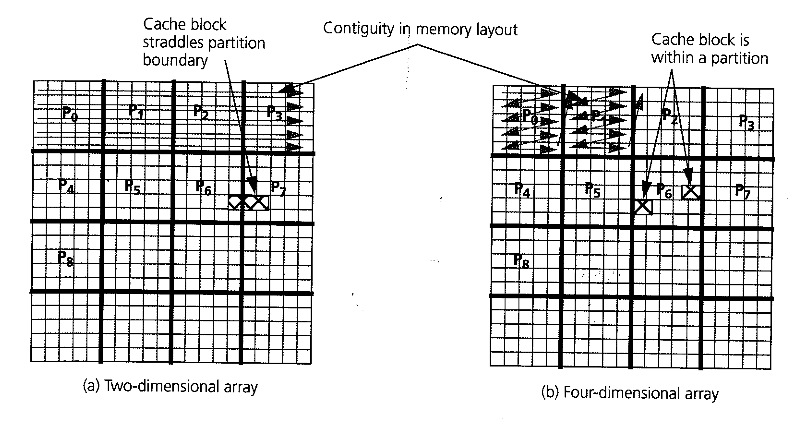 Cache block
straddles partition
boundary
Contiguity in memory layout
Cache block is
within a partition
P0 P1 P2 P3
P4 P5 P6 P7
P8
(a) Two-dimensional array
P0 P2 P3
P4 P5 P6 P7
P8
(b) Four-dimensional array